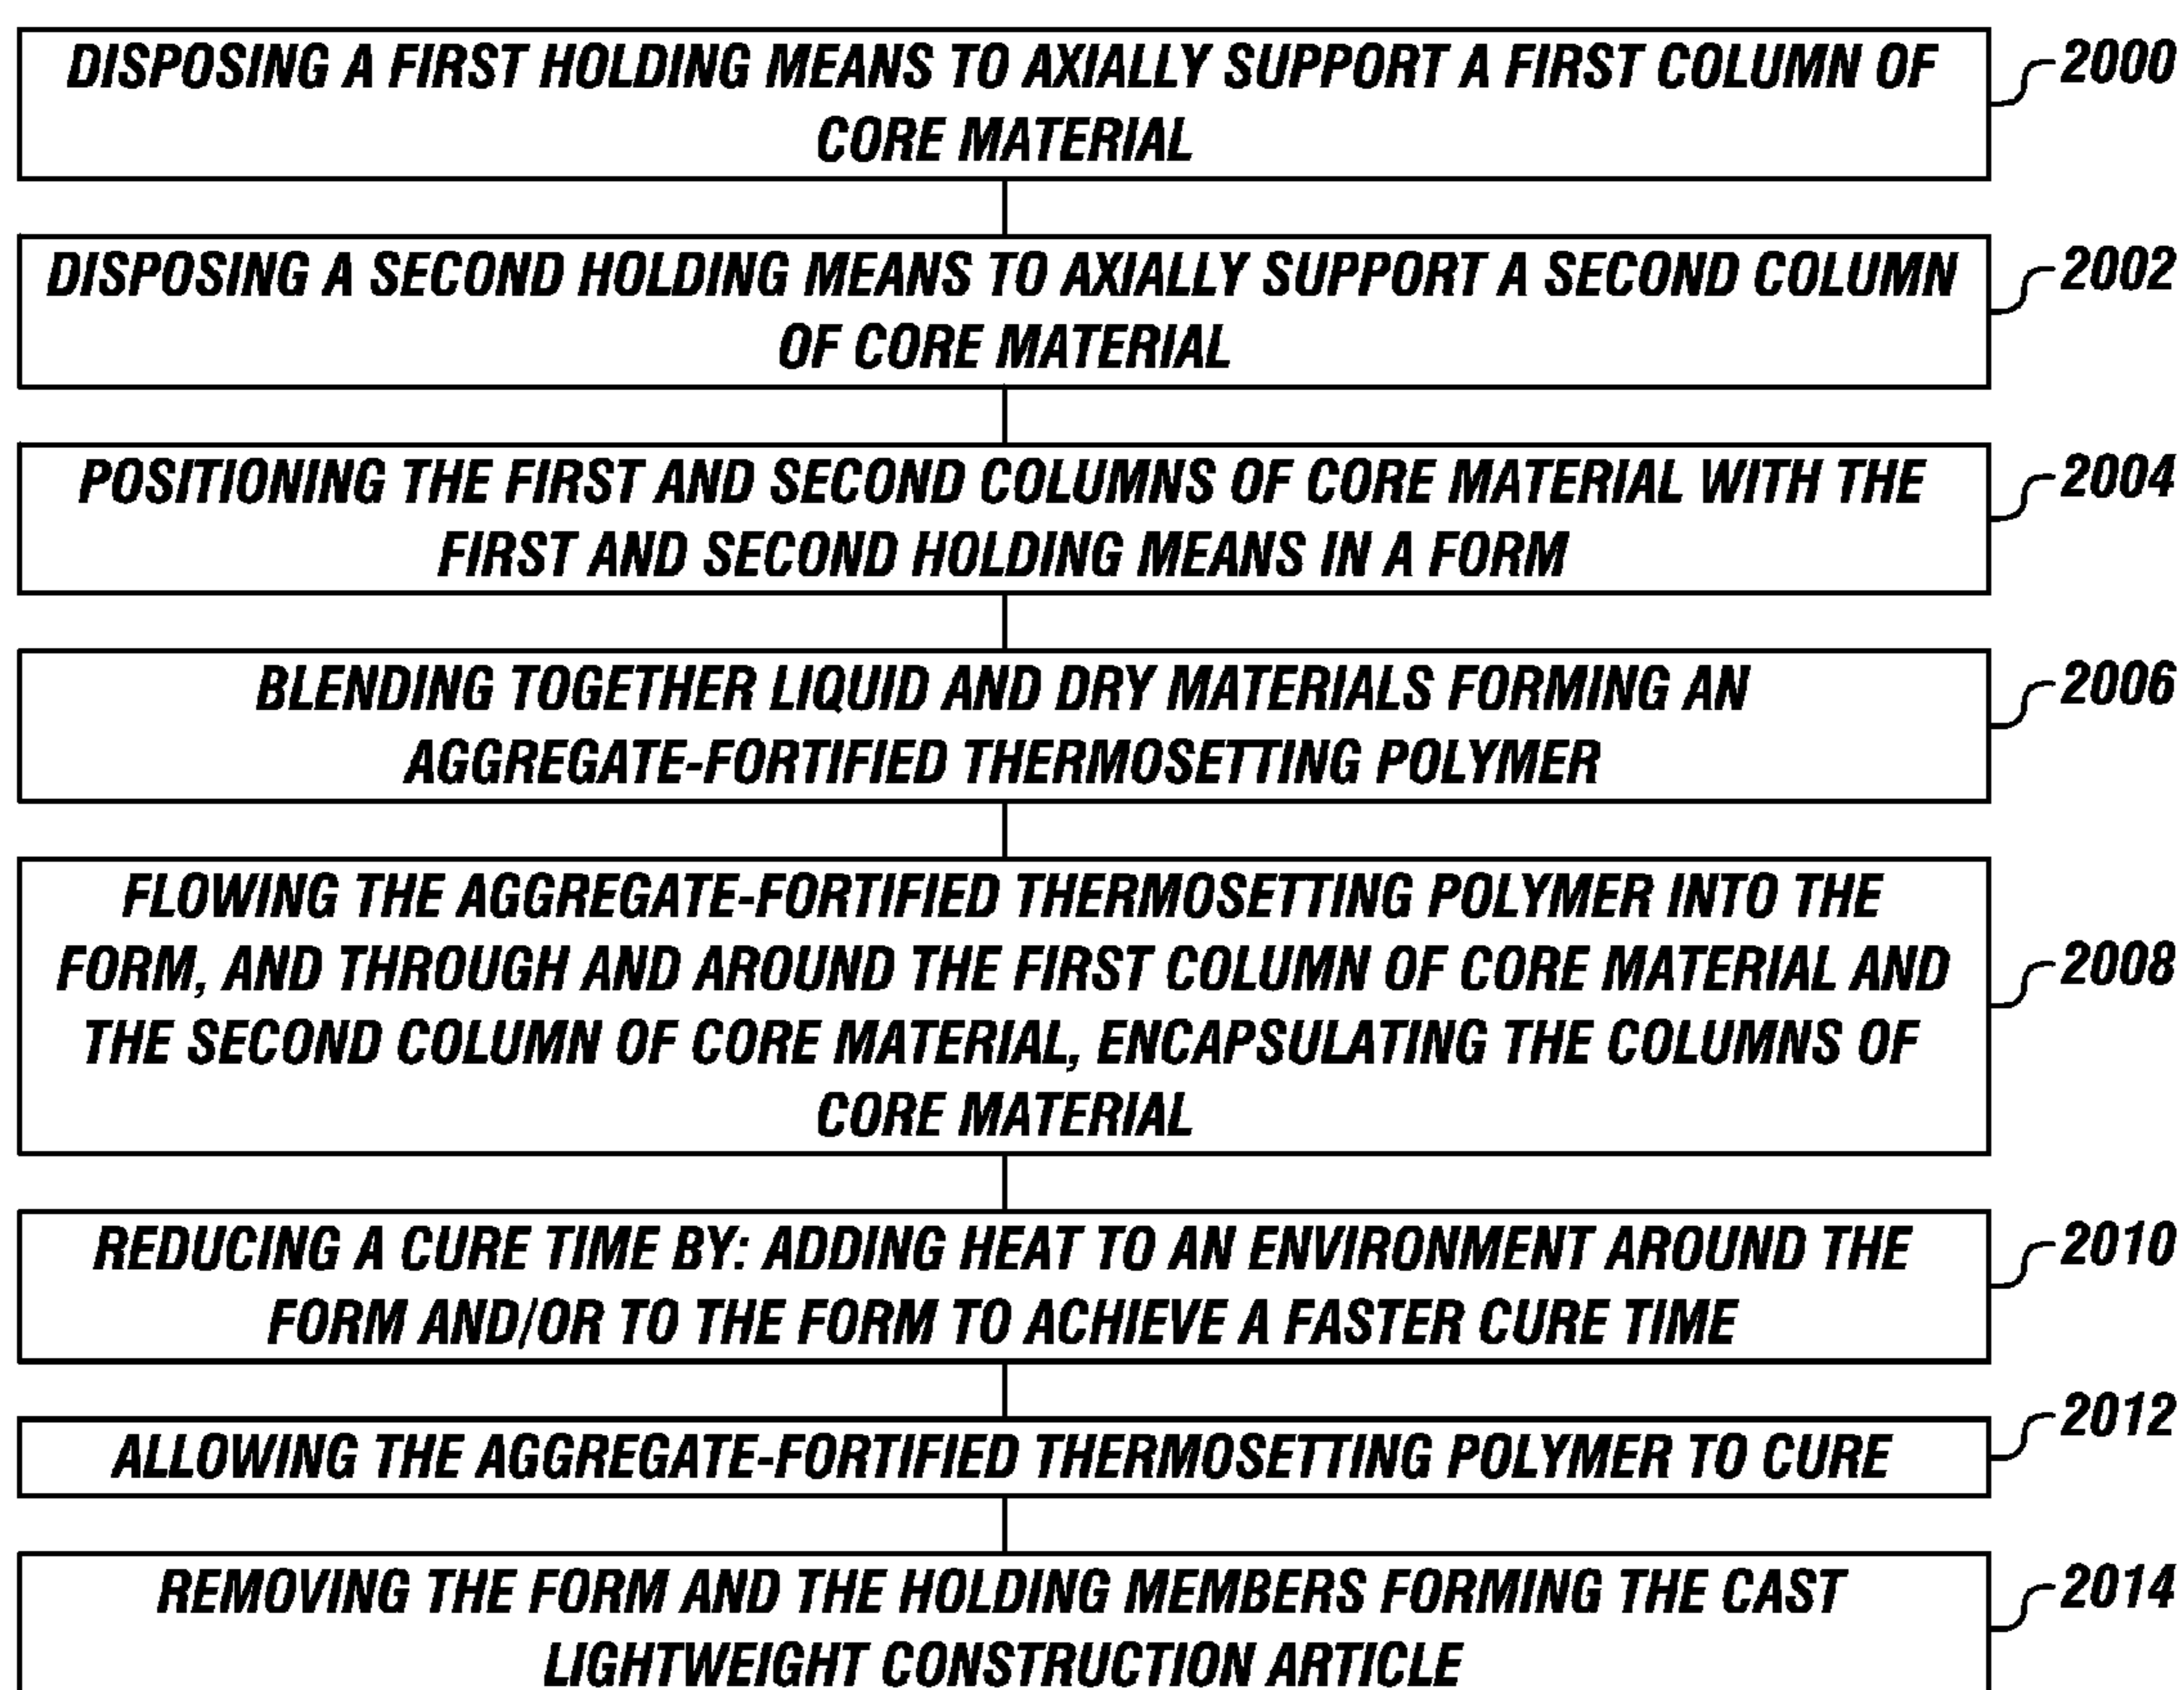 DISPOSING A FIRST HOLDING MEANS TO AXIALLY SUPPORT A FIRST COLUMN OF
CORE MATERIAL
2000
DISPOSING A SECOND HOLDING MEANS TO AXIALLY SUPPORT A SECOND COLUMN
OF CORE MATERIAL
2002
POSITIONING THE FIRST AND SECOND COLUMNS OF CORE MATERIAL WITH THE
FIRST AND SECOND HOLDING MEANS IN A FORM
2004
BLENDING TOGETHER LIQUID AND DRY MATERIALS FORMING AN
AGGREGATE-FORTIFIED THERMOSETTING POLYMER
2006
FLOWING THE AGGREGATE-FORTIFIED THERMOSETTING POLYMER INTO THE
FORM, AND THROUGH AND AROUND THE FIRST COLUMN OF CORE MATERIAL AND
THE SECOND COLUMN OF CORE MATERIAL, ENCAPSULATING THE COLUMNS OF
CORE MATERIAL
2008
REDUCING A CURE TIME BY: ADDING HEAT TO AN ENVIRONMENT AROUND THE
FORM AND/OR TO THE FORM TO ACHIEVE A FASTER CURE TIME
2010
ALLOWING THE AGGREGATE-FORTIFIED THERMOSETTING POLYMER TO CURE
2012
REMOVING THE FORM AND THE HOLDING MEMBERS FORMING THE CAST
LIGHTWEIGHT CONSTRUCTION ARTICLE
2014